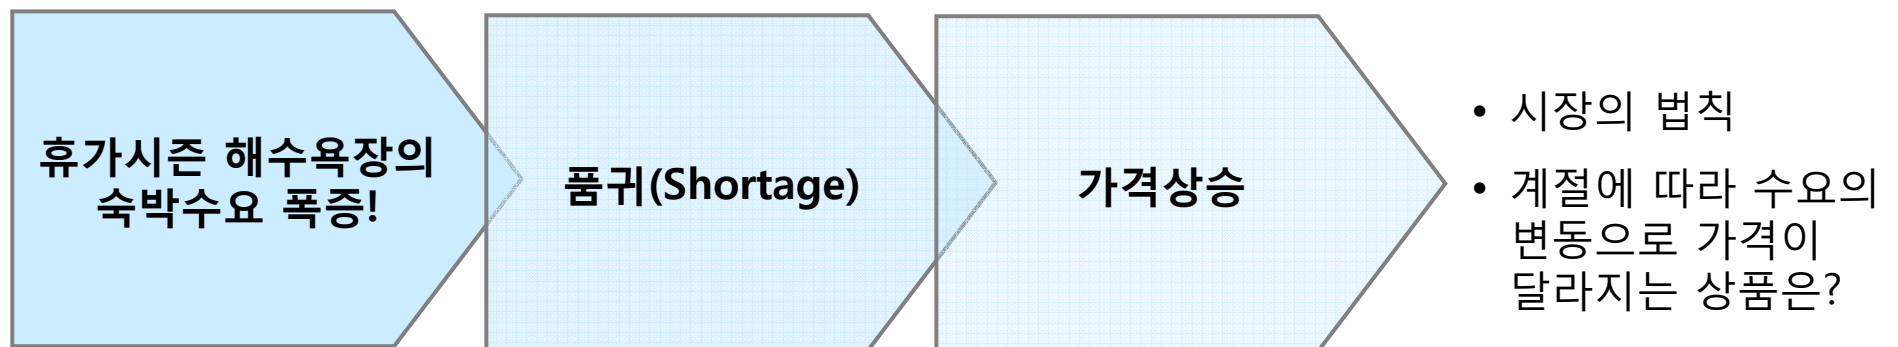 휴가시즌 해수욕장의
숙박수요 폭증!
품귀(Shortage)
가격상승
• 시장의 법칙
• 계절에 따라 수요의
변동으로 가격이
달라지는 상품은?